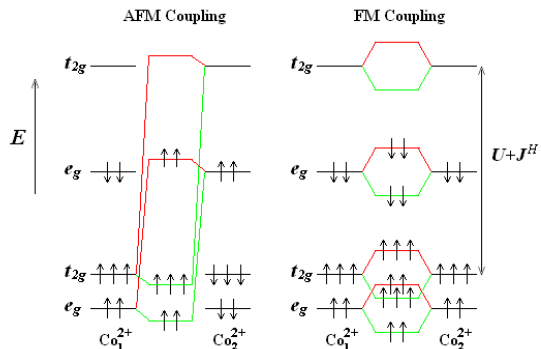 AFM Coupling
FM Coupling
t2g
t2g
E
eg
eg
U+J^H
t2g
t2g
eg
eg
Co1^2+
Co2^2+
Co1^2+
Co2^2+